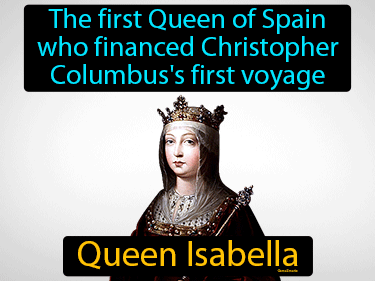 The first Queen of Spain
who financed Christopher
Columbus's first voyage
Queen Isabella